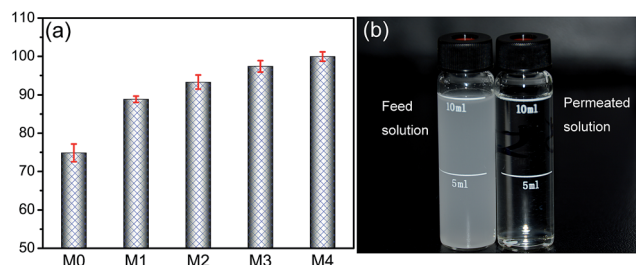 (a)
100
90
80
70
60
50
M0 M1 M2 M3 M4
(b)
Feed
solution
10ml
5ml
10ml
5ml
Permeated
solution